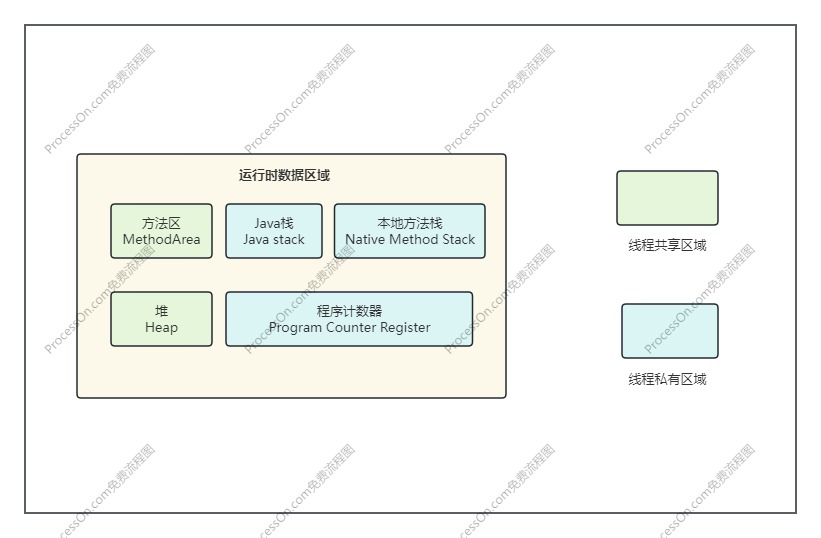 运行时数据区域
方法区
MethodArea
Java栈
Java stack
本地方法栈
Native Method Stack
堆
Heap
程序计数器
Program Counter Register
线程共享区域
线程私有区域
ProcessOn.com免费流程图
ProcessOn.com免费流程图
ProcessOn.com免费流程图
ProcessOn.com免费流程图
ProcessOn.com免费流程图
ProcessOn.com免费流程图
ProcessOn.com免费流程图
ProcessOn.com免费流程图
cessOn.com免费流程图
cessOn.com免费流程图
cessOn.com免费流程图
cessOn.com免费流程图